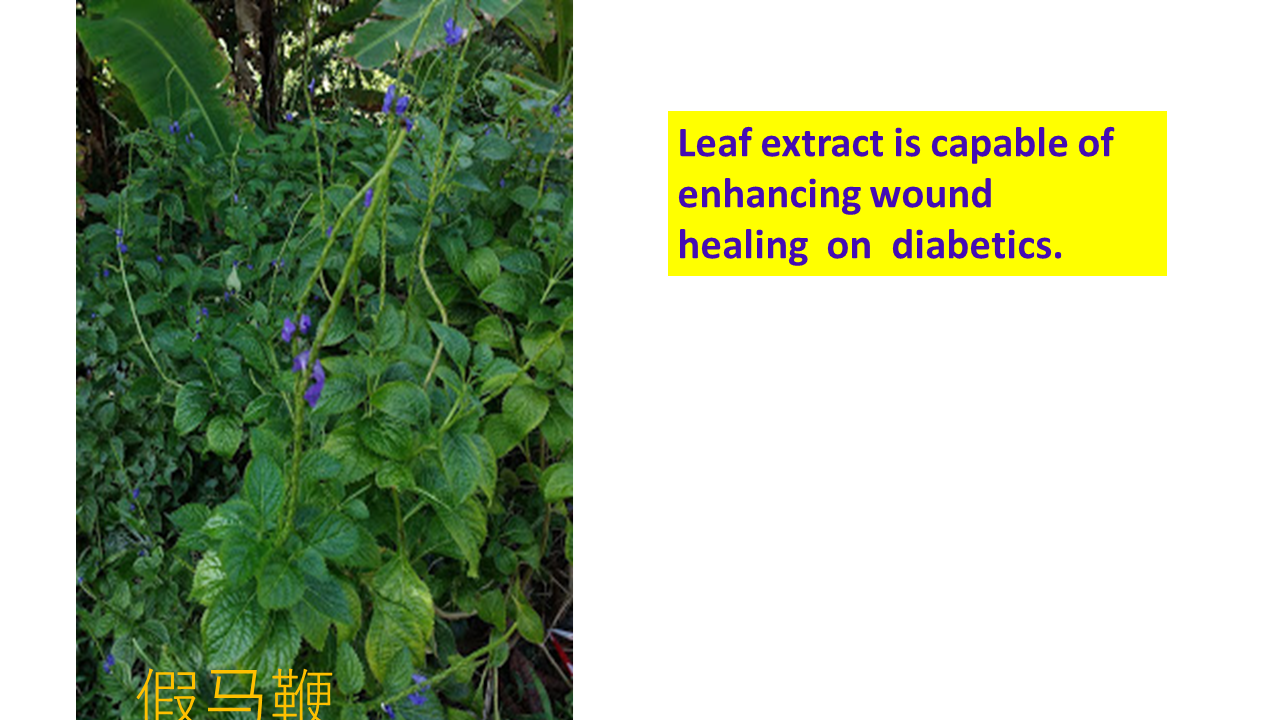 Leaf extract is capable of
enhancing wound
healing  on  diabetics.
假马鞭